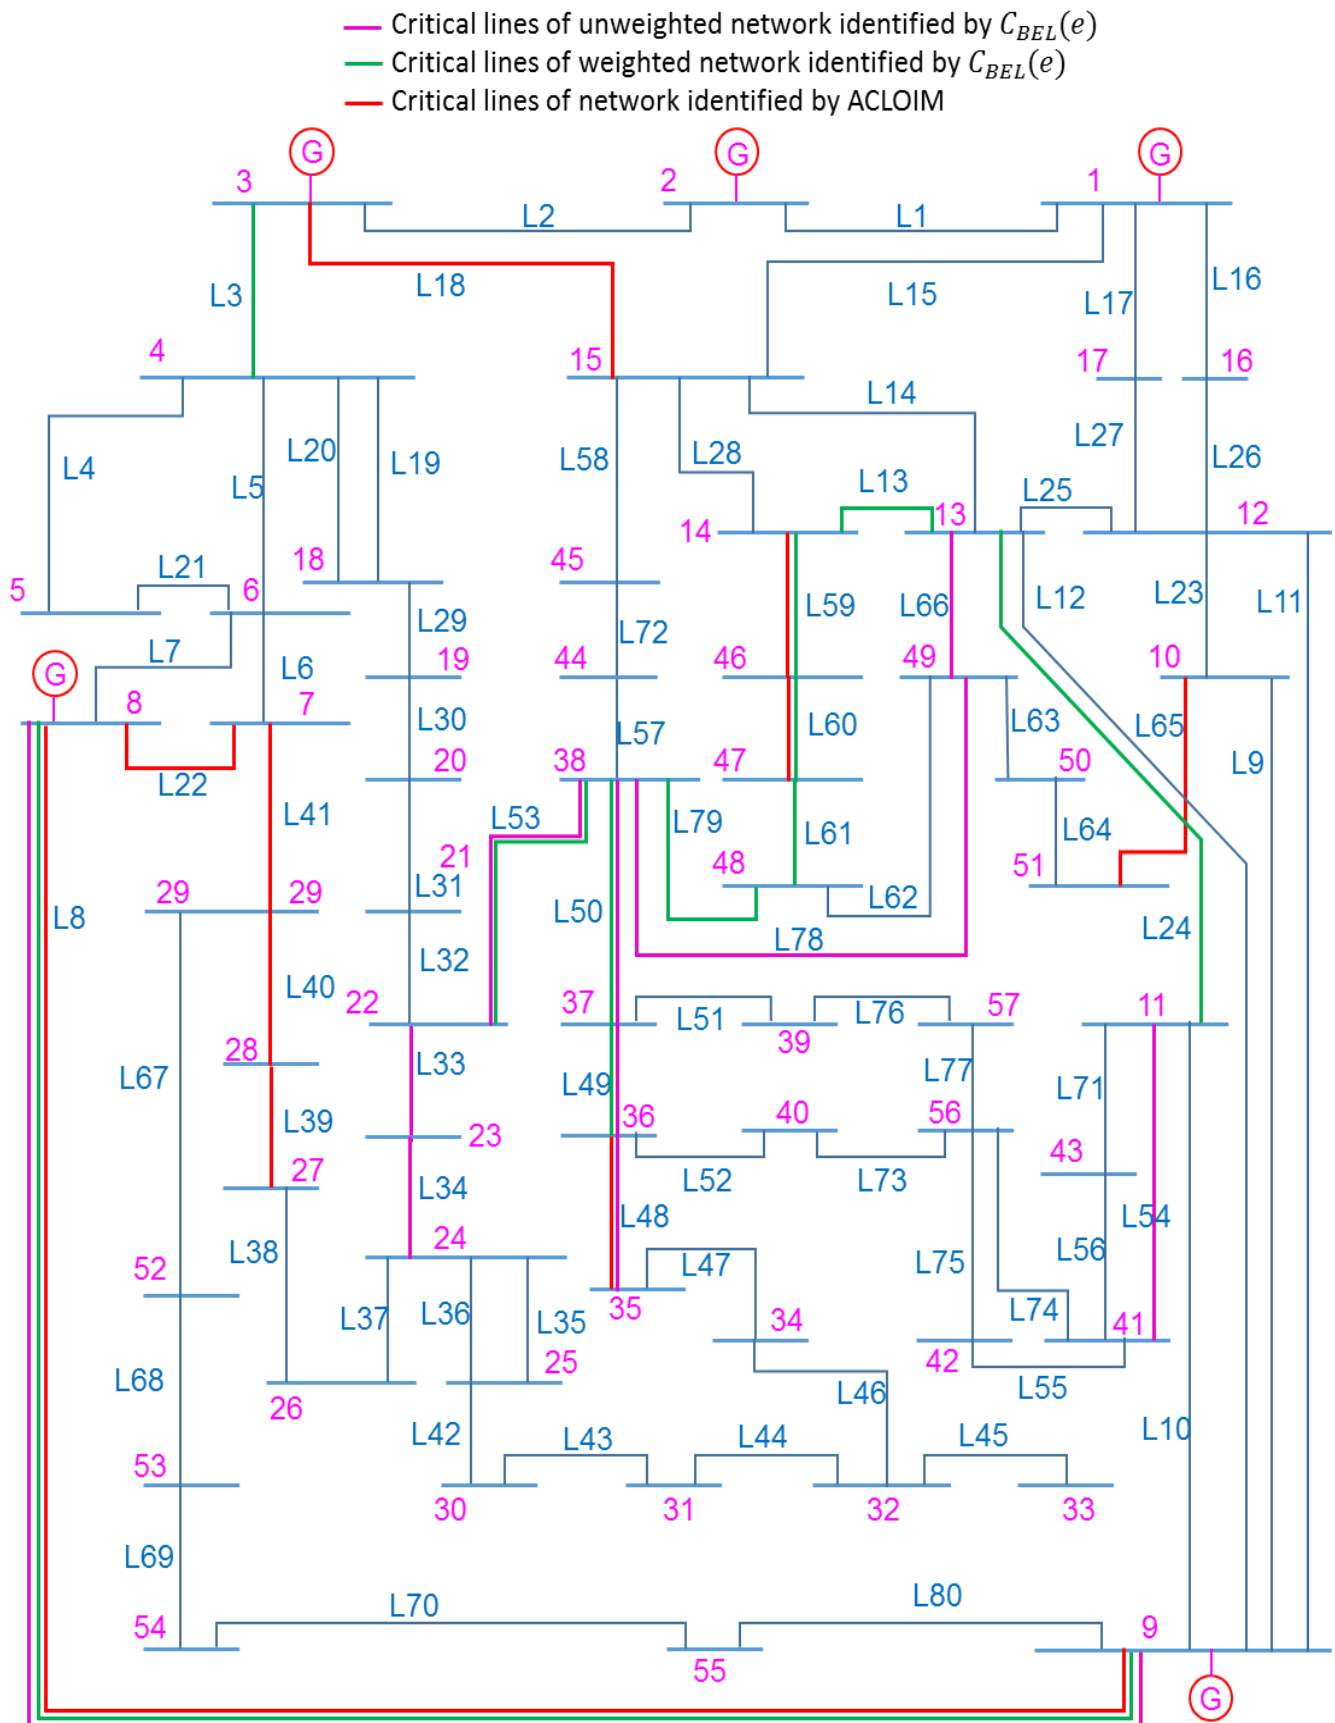 Critical lines of unweighted network identified by C_BEL(e)
Critical lines of weighted network identified by C_BEL(e)
Critical lines of network identified by ACLOIM
G G G
3 2 1
L2 L1
L3 L18 L15 L17 L16
4 15 17 16
L14
L4 L5 L20 L19 L58 L28 L27 L26
L13 L25
14 13 12
5 L21 6 18 45
L29 L59 L66 L12 L23 L11
L7 L6 19 L72
G 44 46 49 10
8 7 L30 L57 L60 L63 L65 L9
L22 20 38 47 50
L41 L53 L79 L61 L64
21 48 51
29 29 L31 L62
L8 L50 L78 L24
L32
L40 22 37 L51 L76 57 11
39
28 L33 L77
L67 L49 L71
L39 23 36 40 56
27 L34 L52 L73 43
L48 L54
24
L38 L47 L75 L56
52
L37 L36 L35 35 34 L74 41
25 42
L68 26 L46 L55
L42 L43 L44 L45 L10
53
30 31 32 33
L69
L70 L80
54 9
55
G